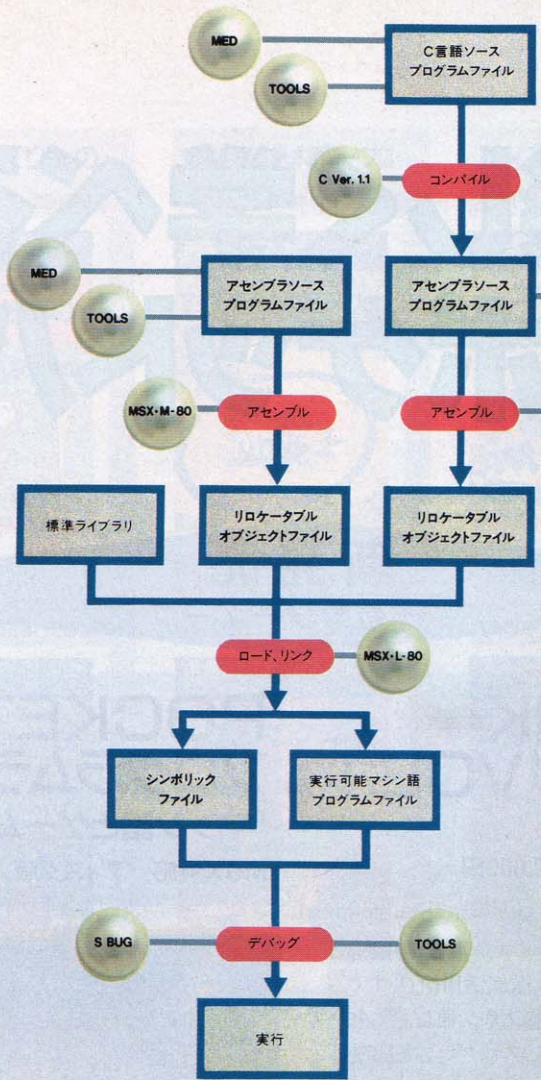 MED
C言語ソース
プログラムファイル
TOOLS
C Ver. 1.1
コンパイル
MED
アセンブラソース
プログラムファイル
アセンブラソース
プログラムファイル
TOOLS
MSX・M-80
アセンブル
アセンブル
標準ライブラリ
リロケータブル
オブジェクトファイル
リロケータブル
オブジェクトファイル
ロード、リンク
MSX・L-80
シンボリック
ファイル
実行可能マシン語
プログラムファイル
S BUG
デバッグ
TOOLS
実行